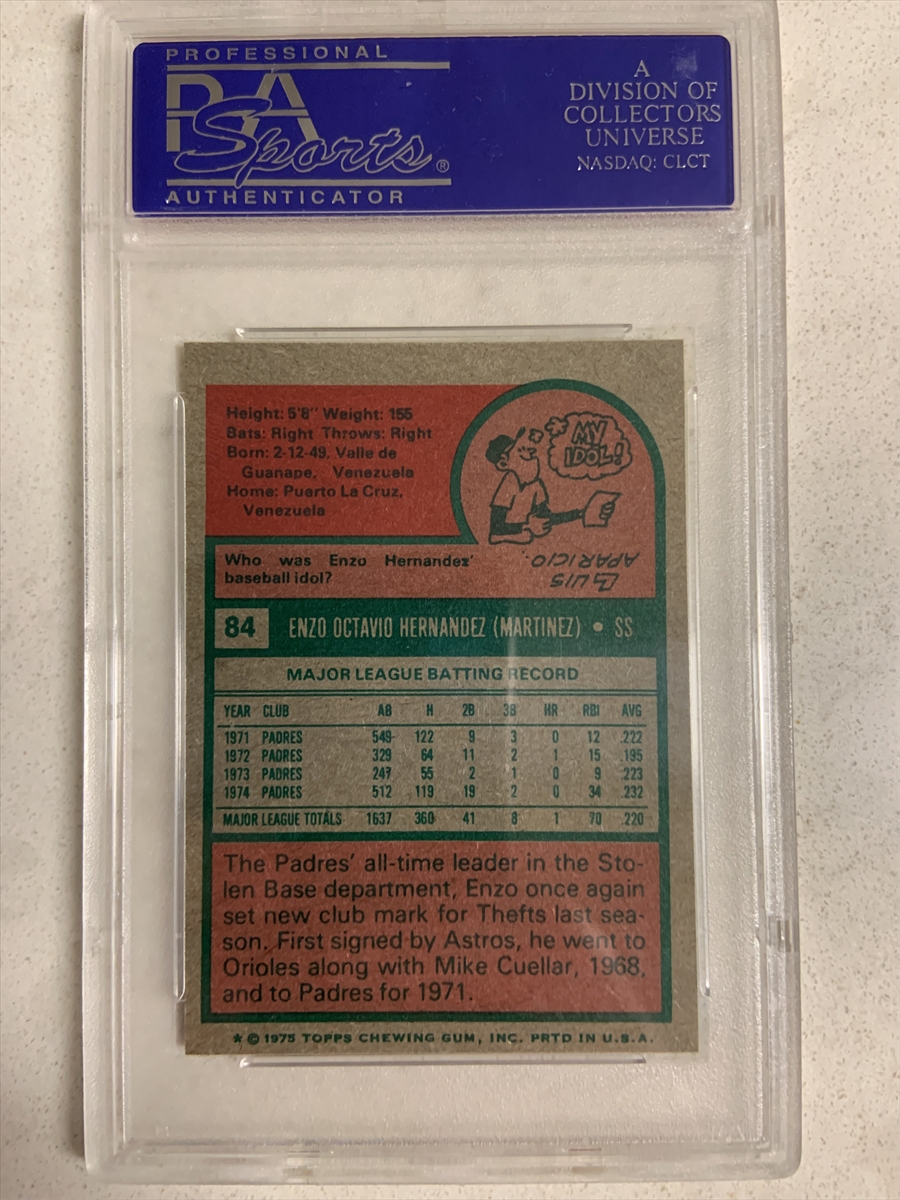 PROFESSIONAL
PSA
Sports®
AUTHENTICATOR
A
DIVISION OF
COLLECTORS
UNIVERSE
NASDAQ: CLCT
Height: 5'8" Weight: 155
Bats: Right Throws: Right
Born: 2-12-49, Valle de
Guanape, Venezuela
Home: Puerto La Cruz,
Venezuela
MY
IDOL!
Who was Enzo Hernandez'
baseball idol?
LUIS
APARICIO.
84 ENZO OCTAVIO HERNANDEZ (MARTINEZ) • SS
MAJOR LEAGUE BATTING RECORD
YEAR CLUB AB H 2B 3B HR RBI AVG
1971 PADRES 549 122 9 3 0 12 .222
1972 PADRES 329 64 11 2 1 15 .195
1973 PADRES 247 55 2 1 0 9 .223
1974 PADRES 512 119 19 2 0 34 .232
MAJOR LEAGUE TOTALS 1637 360 41 8 1 70 .220
The Padres' all-time leader in the Sto-
len Base department, Enzo once again
set new club mark for Thefts last sea-
son. First signed by Astros, he went to
Orioles along with Mike Cuellar, 1968,
and to Padres for 1971.
* © 1975 TOPPS CHEWING GUM, INC. PRTD IN U.S.A.